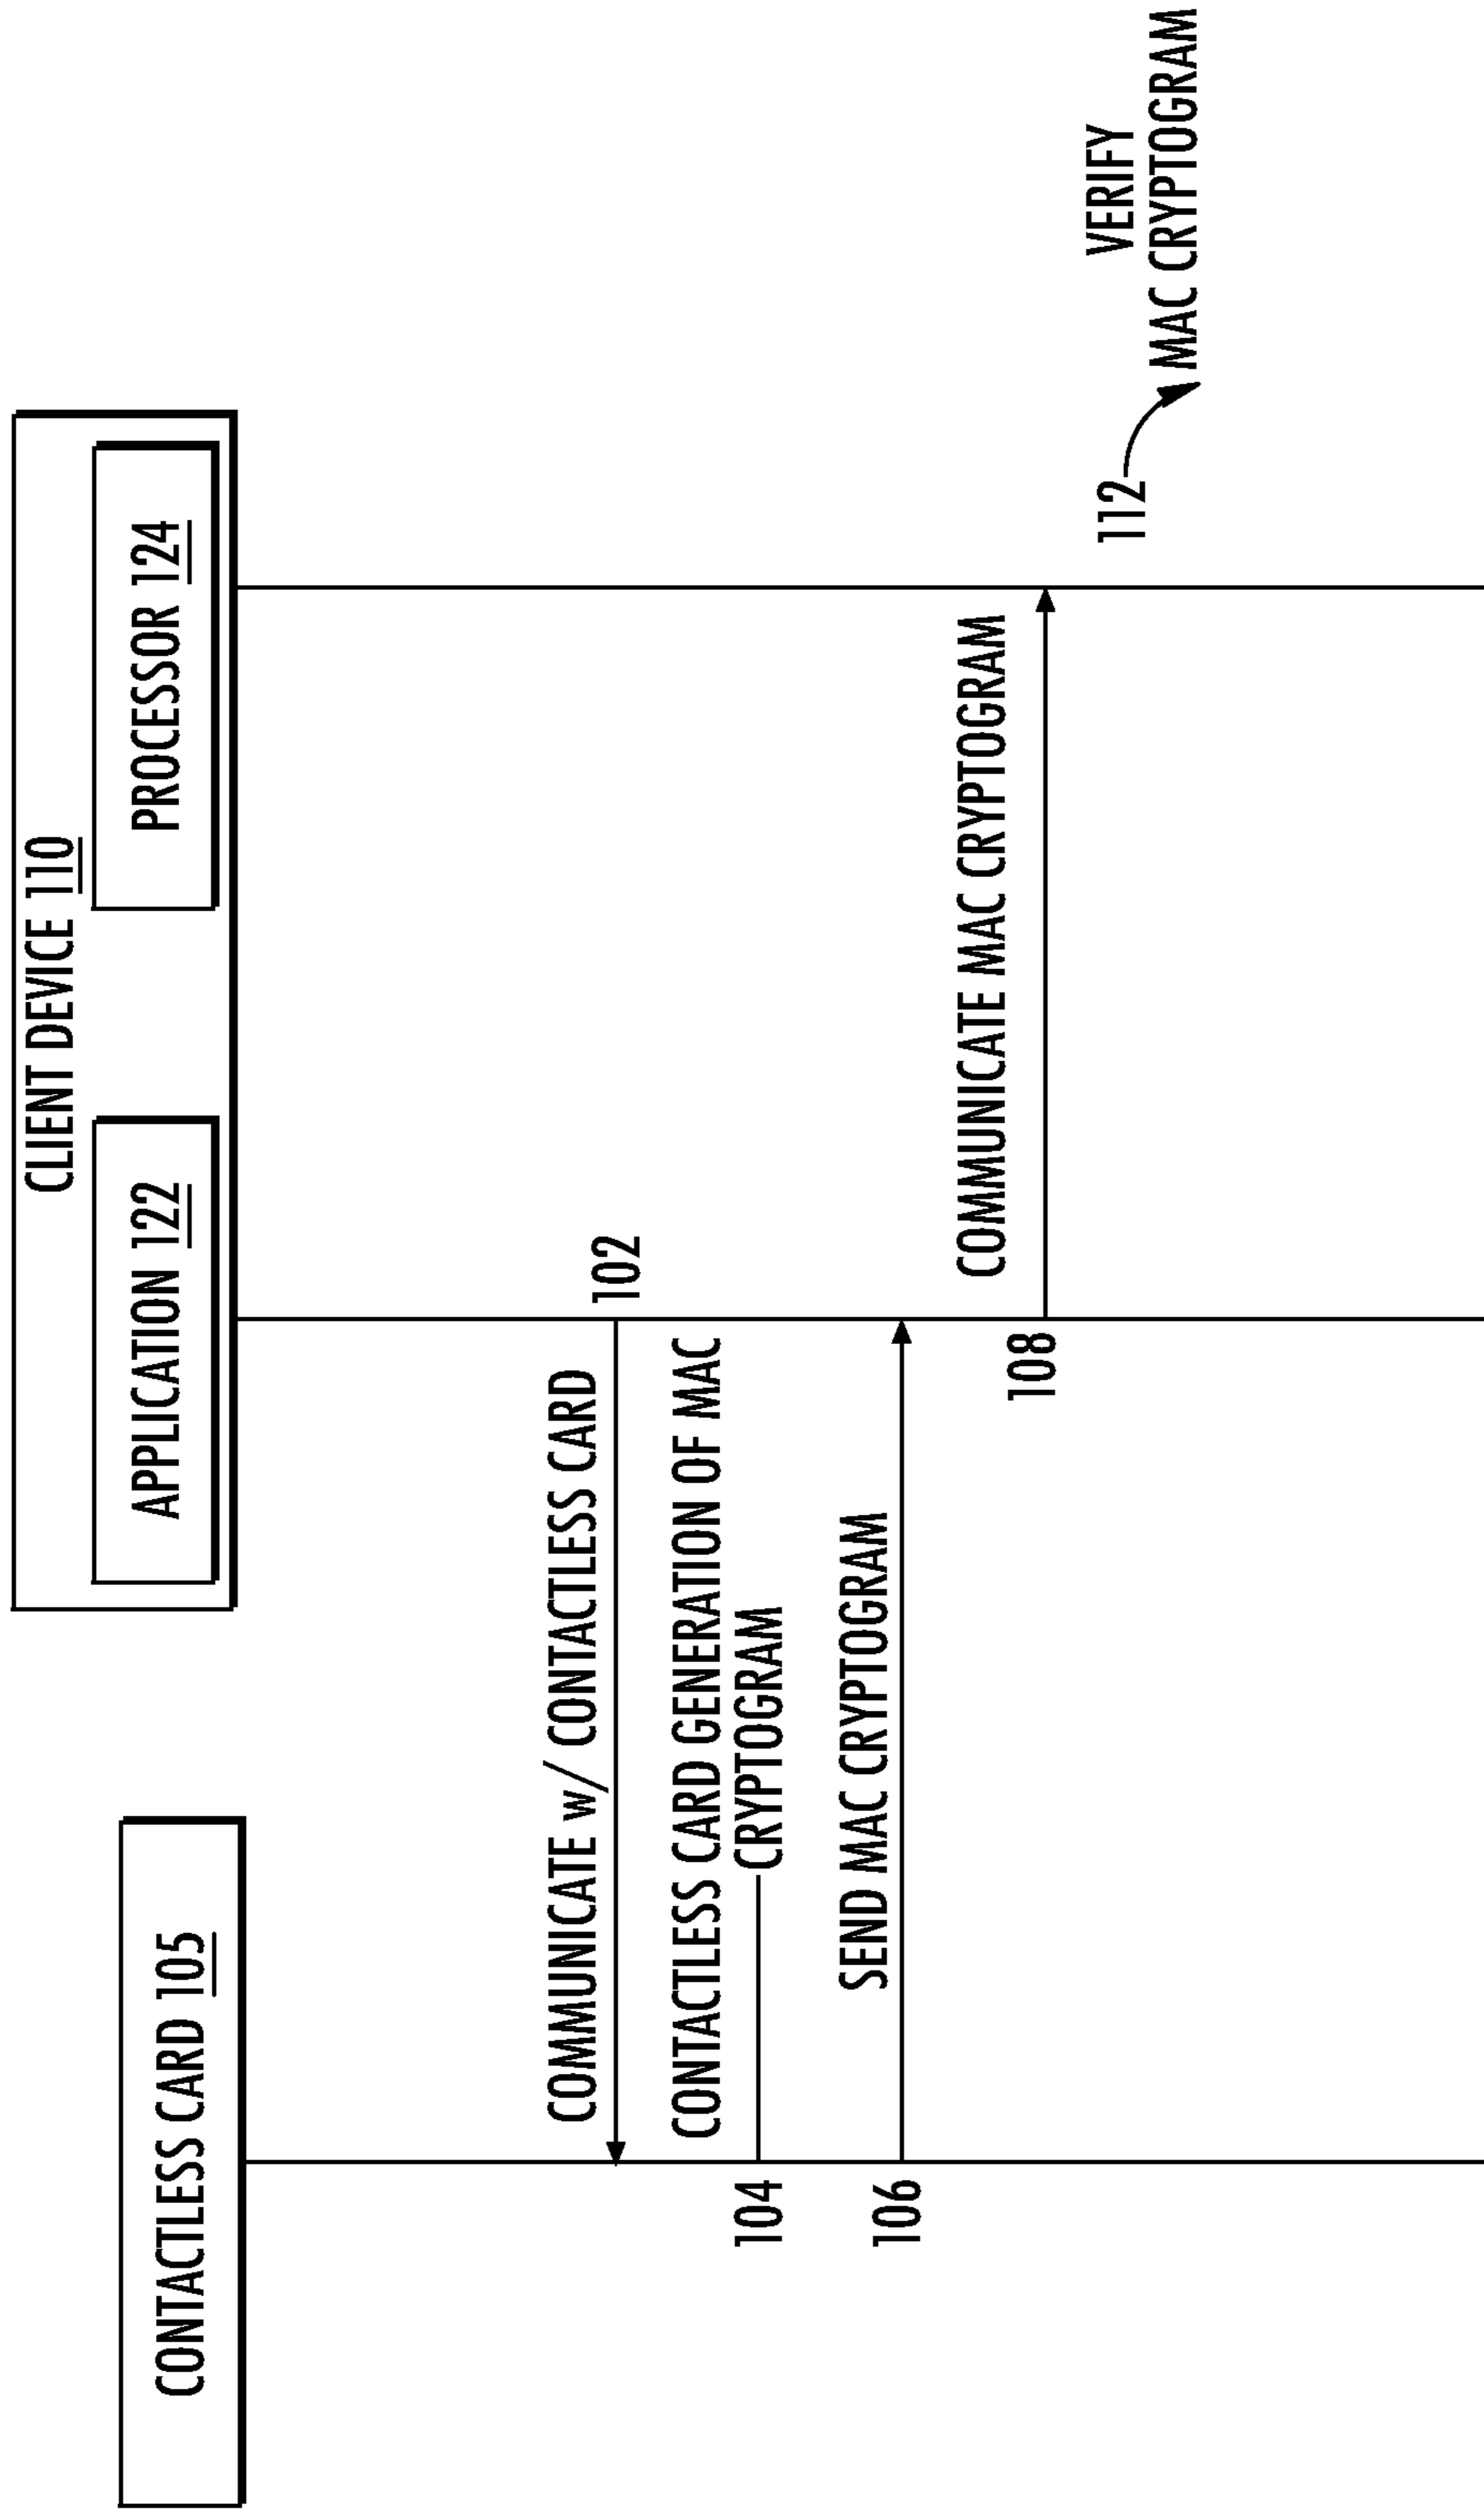 CLIENT DEVICE 110
CONTACTLESS CARD 105
APPLICATION 122
PROCESSOR 124
COMMUNICATE w/ CONTACTLESS CARD
102
CONTACTLESS CARD GENERATION OF MAC
CRYPTOGRAM
104
SEND MAC CRYPTOGRAM
106
COMMUNICATE MAC CRYPTOGRAM
108
112
VERIFY
MAC CRYPTOGRAM